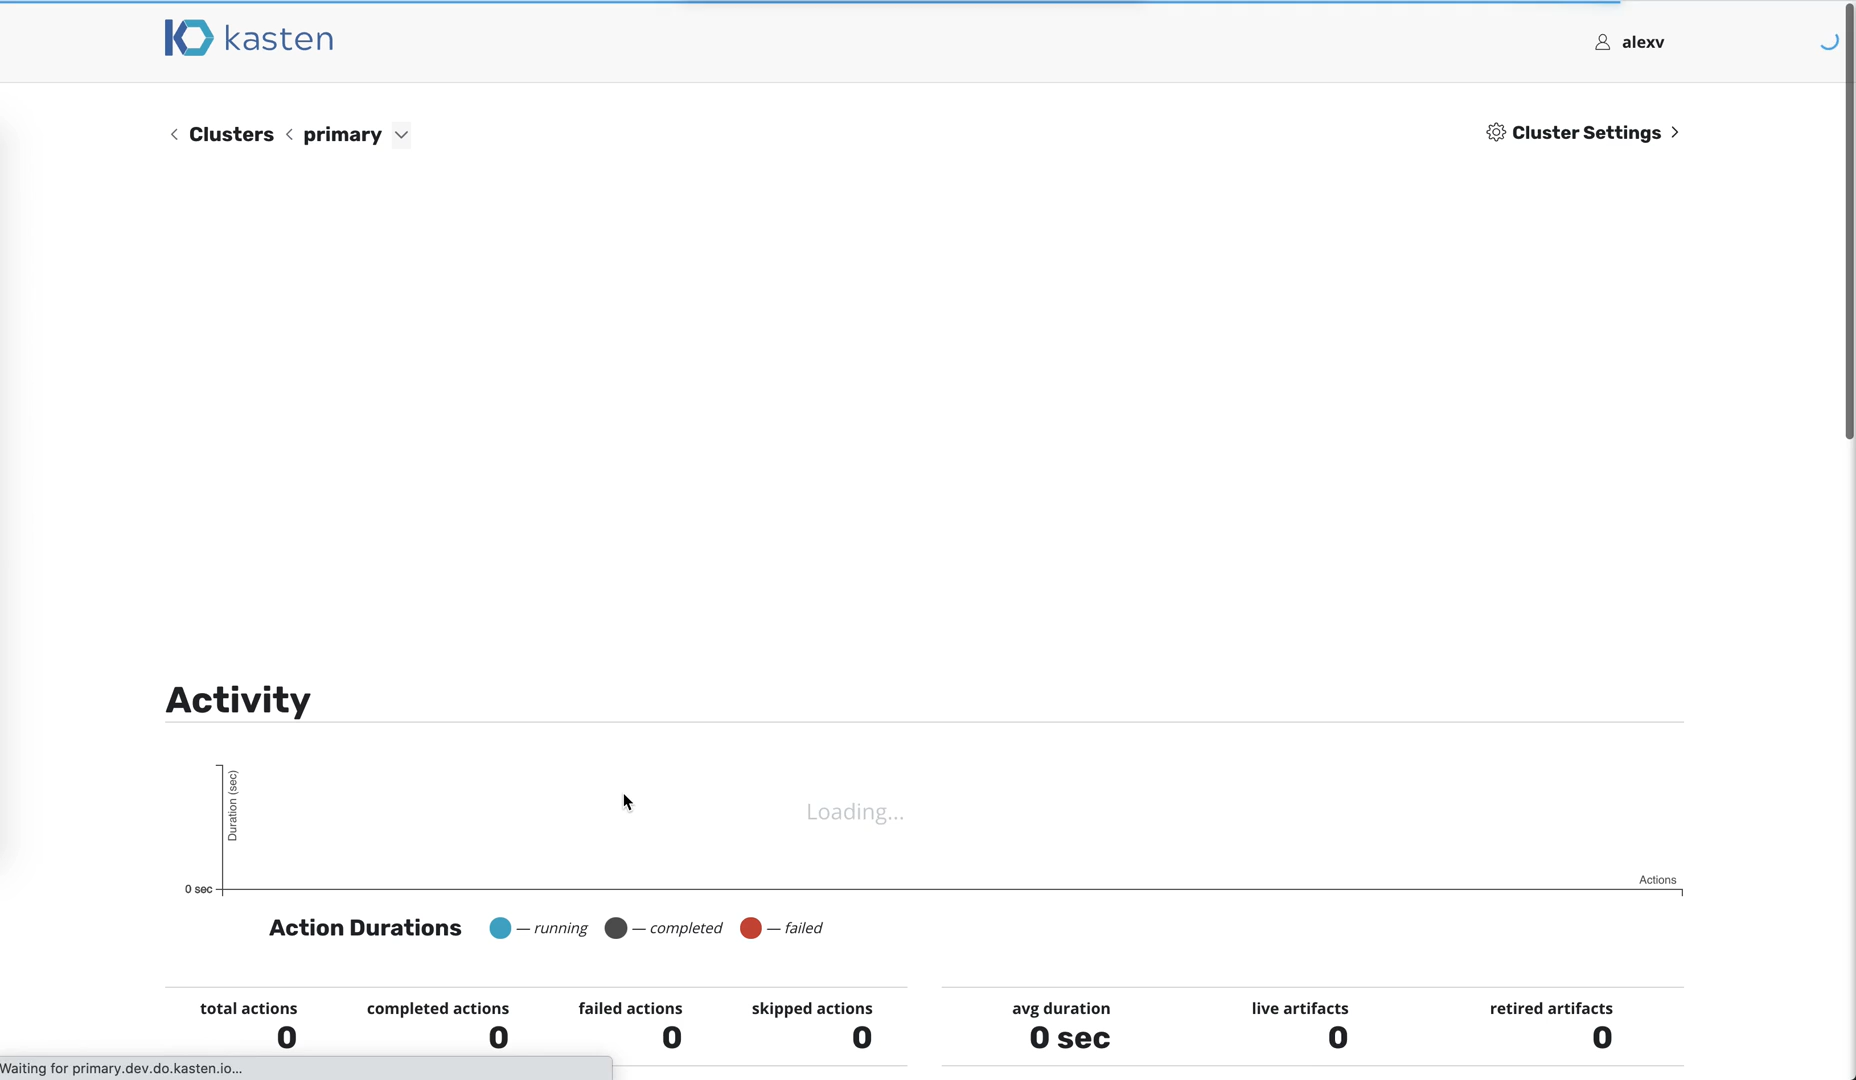 kasten
alexv
Clusters primary
Cluster Settings
Activity
Duration (sec)
Loading...
0 sec
Actions
Action Durations — running — completed — failed
total actions completed actions failed actions skipped actions avg duration live artifacts retired artifacts
0 0 0 0 0 sec 0 0
Waiting for primary.dev.do.kasten.io...